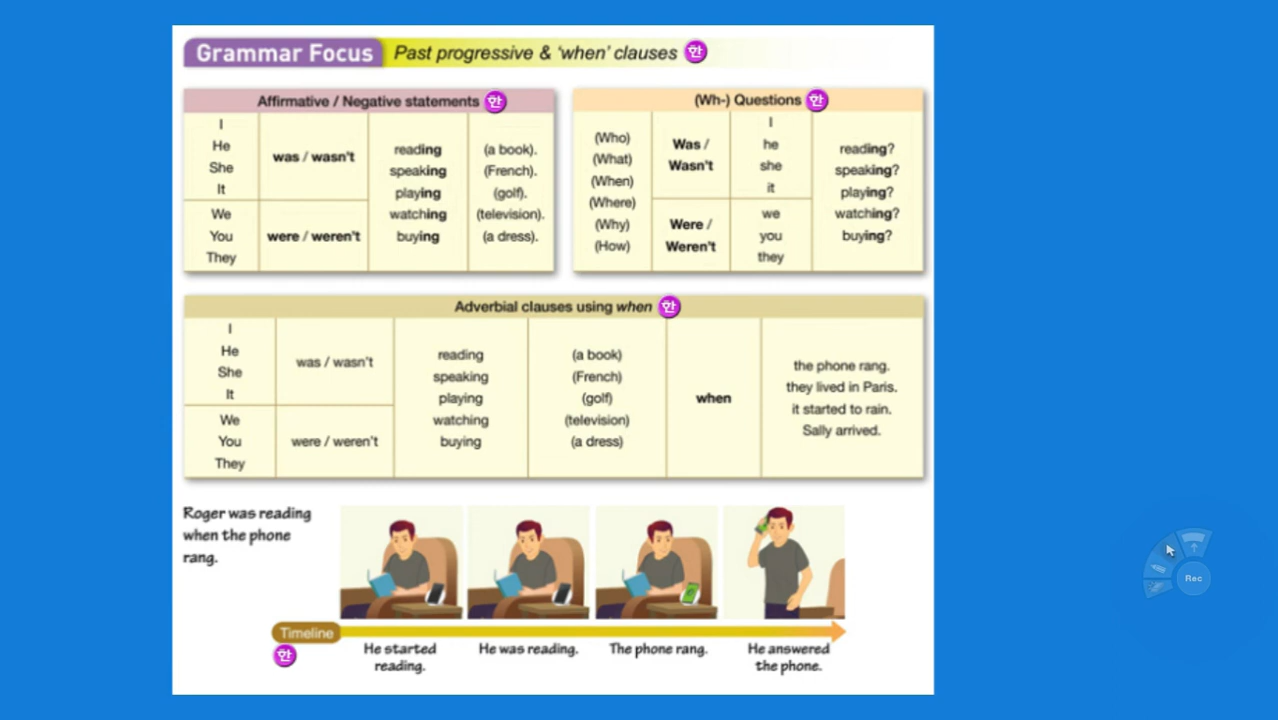 Grammar Focus Past progressive & ‘when’ clauses 한
Affirmative / Negative statements 한
I
He
She
It
was / wasn't
We
You
They
were / weren't
reading
speaking
playing
watching
buying
(a book).
(French).
(golf).
(television).
(a dress).
(Wh-) Questions 한
(Who)
(What)
(When)
(Where)
(Why)
(How)
Was /
Wasn't
Were /
Weren't
I
he
she
it
we
you
they
reading?
speaking?
playing?
watching?
buying?
Adverbial clauses using when 한
I
He
She
It
was / wasn't
We
You
They
were / weren't
reading
speaking
playing
watching
buying
(a book)
(French)
(golf)
(television)
(a dress)
when
the phone rang.
they lived in Paris.
it started to rain.
Sally arrived.
Roger was reading
when the phone
rang.
Timeline
한
He started
reading.
He was reading.
The phone rang.
He answered
the phone.
Rec